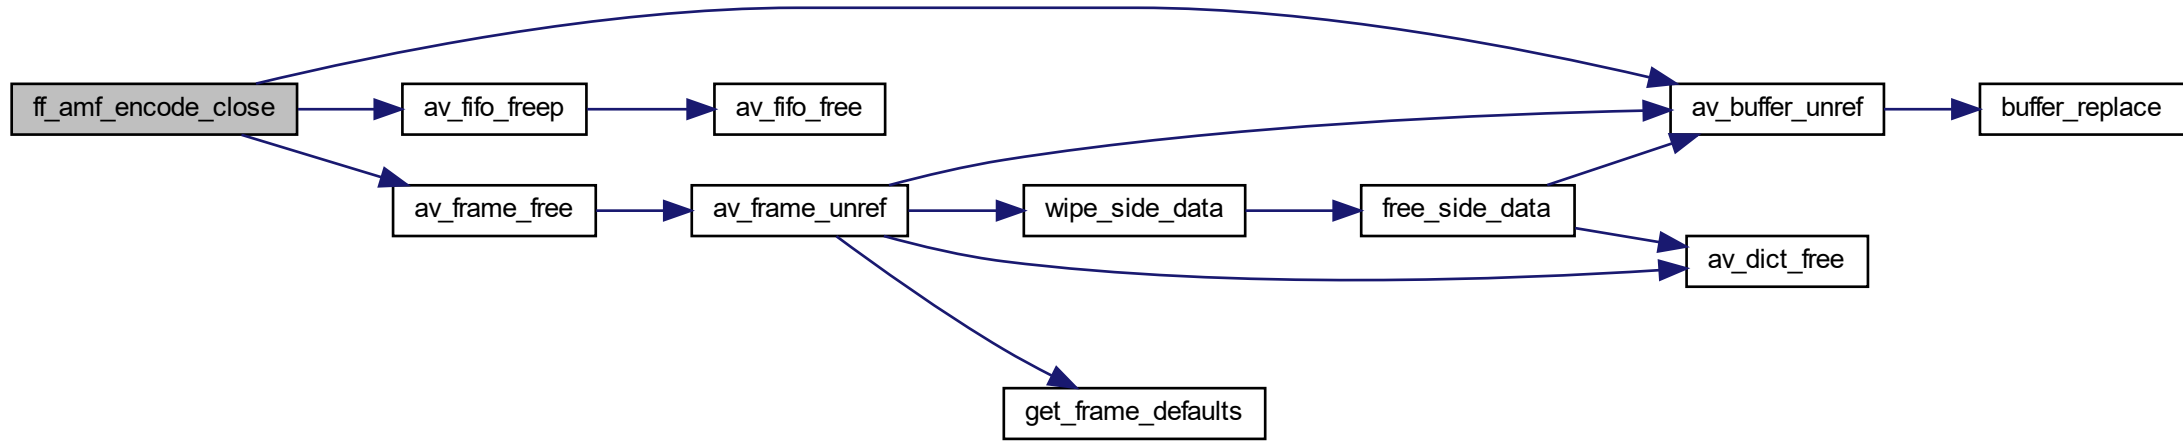 ff_amf_encode_close
av_fifo_freep
av_fifo_free
av_buffer_unref
buffer_replace
av_frame_free
av_frame_unref
wipe_side_data
free_side_data
av_dict_free
get_frame_defaults